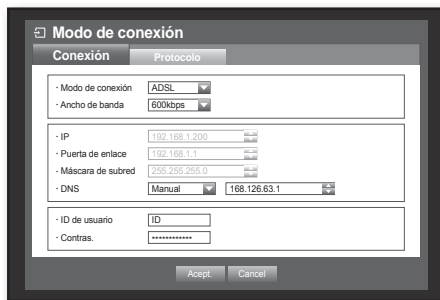 Modo de conexión
Conexión Protocolo
· Modo de conexión ADSL
· Ancho de banda 600kbps
· IP 192.168.1.200
· Puerta de enlace 192.168.1.1
· Máscara de subred 255.255.255.0
· DNS Manual 168.126.63.1
· ID de usuario ID
· Contras. ************
Acept. Cancel